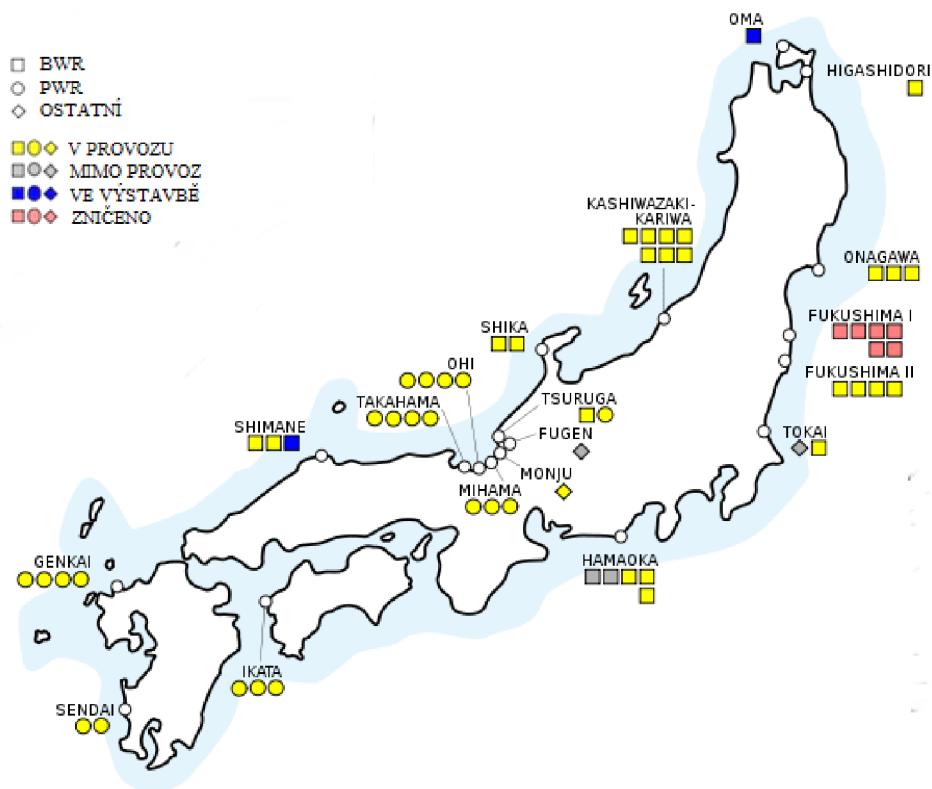 BWR
PWR
OSTATNÍ
V PROVOZU
MIMO PROVOZ
VE VÝSTAVBĚ
ZNIČENO
OMA
HIGASHIDORI
KASHIWAZAKI-
KARIWA
ONAGAWA
FUKUSHIMA I
SHIKA
OHI
FUKUSHIMA II
TAKAHAMA
TSURUGA
SHIMANE
FUGEN
TOKAI
MONJU
MIHAMA
GENKAI
HAMAOKA
IKATA
SENDAI